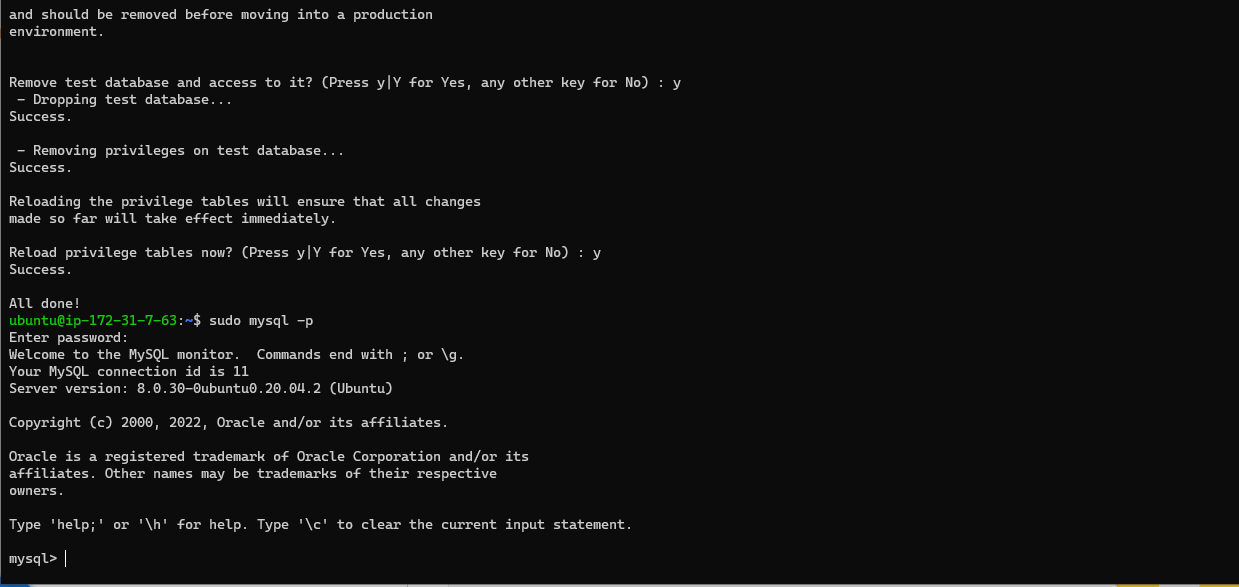 and should be removed before moving into a production
environment.
Remove test database and access to it? (Press y|Y for Yes, any other key for No) : y
 - Dropping test database...
Success.
 - Removing privileges on test database...
Success.
Reloading the privilege tables will ensure that all changes
made so far will take effect immediately.
Reload privilege tables now? (Press y|Y for Yes, any other key for No) : y
Success.
All done!
ubuntu@ip-172-31-7-63:~$ sudo mysql -p
Enter password:
Welcome to the MySQL monitor.  Commands end with ; or \g.
Your MySQL connection id is 11
Server version: 8.0.30-0ubuntu0.20.04.2 (Ubuntu)
Copyright (c) 2000, 2022, Oracle and/or its affiliates.
Oracle is a registered trademark of Oracle Corporation and/or its
affiliates. Other names may be trademarks of their respective
owners.
Type 'help;' or '\h' for help. Type '\c' to clear the current input statement.
mysql>